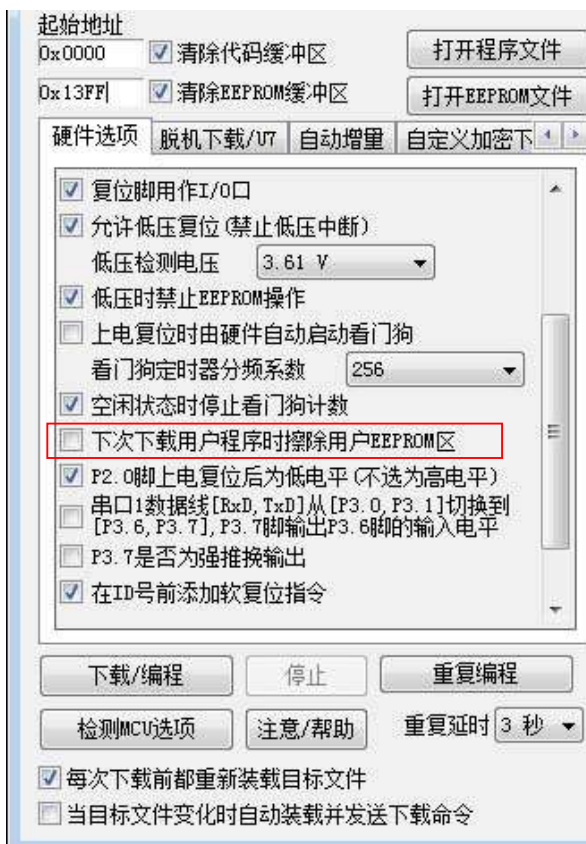 起始地址
0x0000 清除代码缓冲区 打开程序文件
0x13FF 清除EEPROM缓冲区 打开EEPROM文件
硬件选项 脱机下载/U7 自动增量 自定义加密下
复位脚用作I/O口
允许低压复位(禁止低压中断)
低压检测电压 3.61 V
低压时禁止EEPROM操作
上电复位时由硬件自动启动看门狗
看门狗定时器分频系数 256
空闲状态时停止看门狗计数
下次下载用户程序时擦除用户EEPROM区
P2.0脚上电复位后为低电平(不选为高电平)
串口1数据线[RxD,TxD]从[P3.0,P3.1]切换到
[P3.6,P3.7],P3.7脚输出P3.6脚的输入电平
P3.7是否为强推换输出
在ID号前添加软复位指令
下载/编程 停止 重复编程
检测MCU选项 注意/帮助 重复延时 3 秒
每次下载前都重新装载目标文件
当目标文件变化时自动装载并发送下载命令